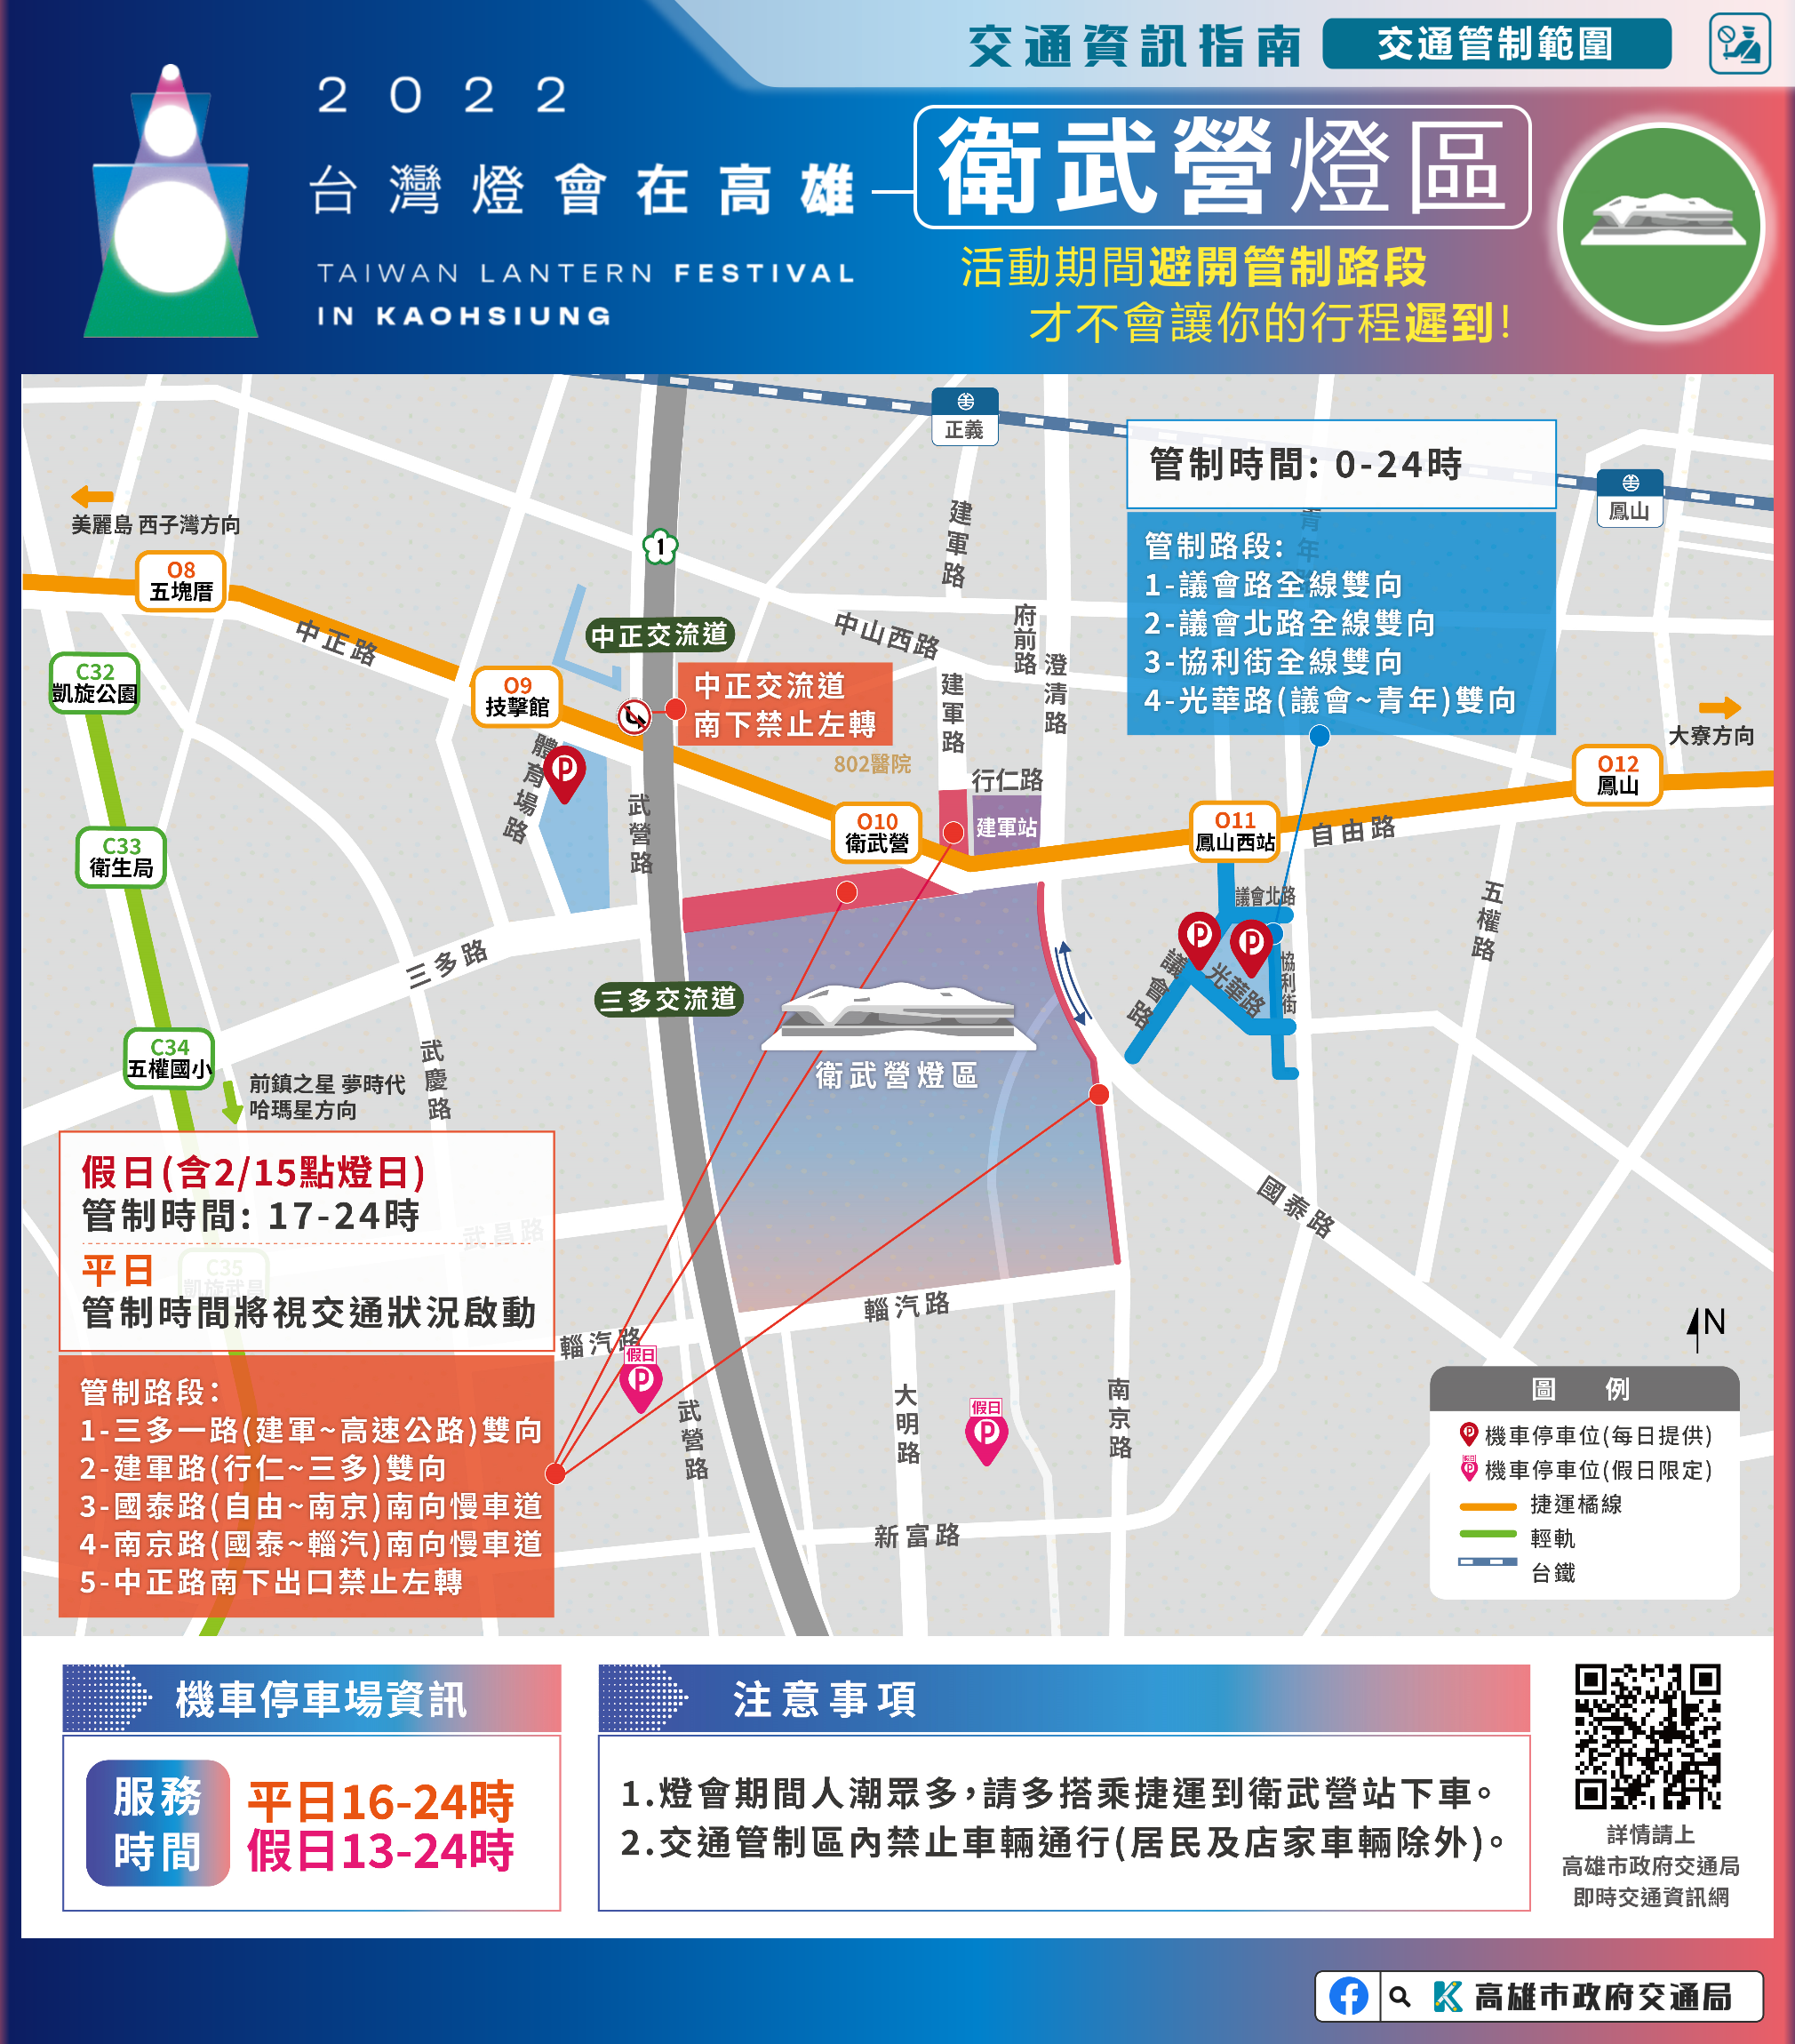 交通資訊指南 交通管制範圍
2022
台灣燈會在高雄
衛武營燈區
TAIWAN LANTERN FESTIVAL
IN KAOHSIUNG
活動期間避開管制路段
才不會讓你的行程遲到!
正義
鳳山
管制時間: 0-24時
青年
管制路段:
1-議會路全線雙向
2-議會北路全線雙向
3-協利街全線雙向
4-光華路(議會~青年)雙向
美麗島 西子灣方向
O8
五塊厝
中正路
1
建軍路
中正交流道
中山西路
府前路
澄清路
C32
凱旋公園
O9
技擊館
中正交流道
南下禁止左轉
建軍路
大寮方向
802醫院
行仁路
O12
鳳山
體育場路
P
武營路
O10
衛武營
建軍站
O11
鳳山西站
自由路
C33
衛生局
議會北路
五權路
P
P
三多路
議會路
光華路
協利街
三多交流道
衛武營燈區
C34
五權國小
武慶路
前鎮之星 夢時代
哈瑪星方向
國泰路
假日(含2/15點燈日)
管制時間: 17-24時
武昌路
平日
C35
凱旋武昌
管制時間將視交通狀況啟動
輜汽路
輜汽路
假日
P
N
管制路段:
1-三多一路(建軍~高速公路)雙向
2-建軍路(行仁~三多)雙向
3-國泰路(自由~南京)南向慢車道
4-南京路(國泰~輜汽)南向慢車道
5-中正路南下出口禁止左轉
武營路
大明路
假日
P
南京路
新富路
圖 例
機車停車位(每日提供)
機車停車位(假日限定)
捷運橘線
輕軌
台鐵
機車停車場資訊
服務
時間
平日16-24時
假日13-24時
注意事項
1.燈會期間人潮眾多,請多搭乘捷運到衛武營站下車。
2.交通管制區內禁止車輛通行(居民及店家車輛除外)。
詳情請上
高雄市政府交通局
即時交通資訊網
高雄市政府交通局